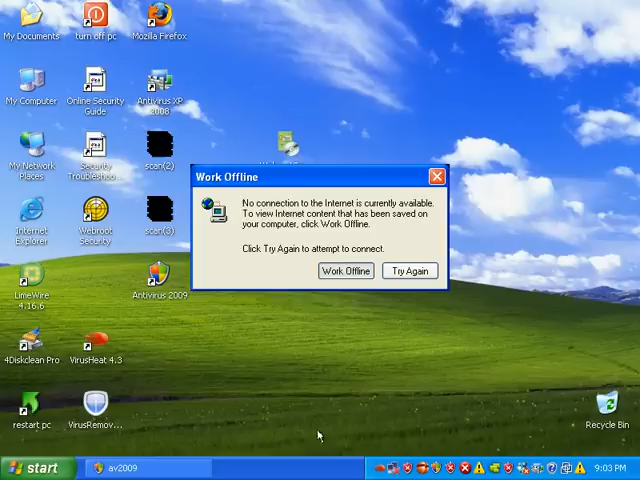 My Documents
turn off pc
Mozilla Firefox
My Computer
Online Security
Guide
Antivirus XP
2008
My Network
Places
Security
Troubleshoo...
scan(2)
Internet
Explorer
Webroot
Security
scan(3)
LimeWire
4.16.6
Antivirus 2009
4Diskclean Pro
VirusHeat 4.3
restart pc
VirusRemov...
Recycle Bin
Work Offline
No connection to the Internet is currently available.
To view Internet content that has been saved on
your computer, click Work Offline.
Click Try Again to attempt to connect.
Work Offline
Try Again
start
av2009
9:03 PM